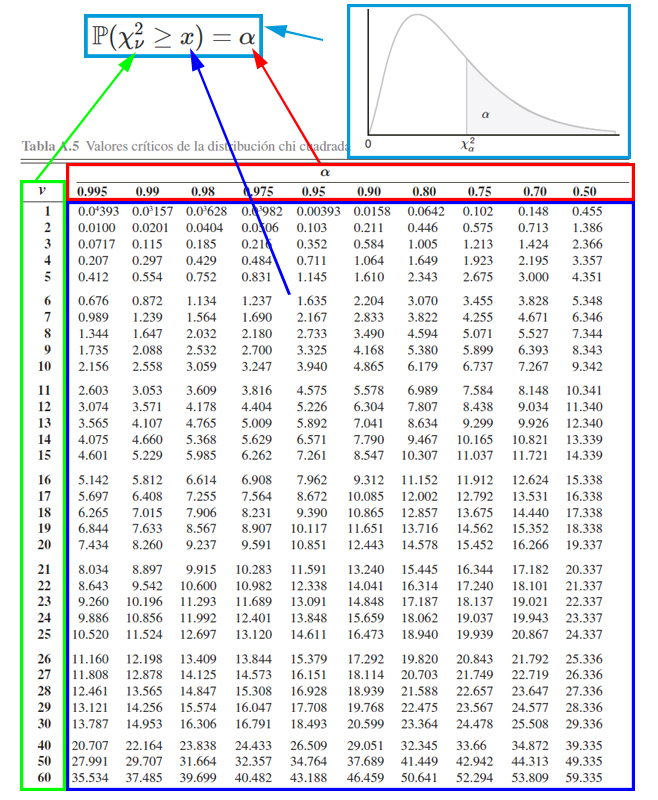 ℙ(χ²ᵥ ≥ x) = α
α
0 χ²α
Tabla A.5 Valores críticos de la distribución chi cuadrada
α
ν 0.995 0.99 0.98 0.975 0.95 0.90 0.80 0.75 0.70 0.50
1 0.0⁴393 0.0³157 0.0³628 0.0³982 0.00393 0.0158 0.0642 0.102 0.148 0.455
2 0.0100 0.0201 0.0404 0.0506 0.103 0.211 0.446 0.575 0.713 1.386
3 0.0717 0.115 0.185 0.216 0.352 0.584 1.005 1.213 1.424 2.366
4 0.207 0.297 0.429 0.484 0.711 1.064 1.649 1.923 2.195 3.357
5 0.412 0.554 0.752 0.831 1.145 1.610 2.343 2.675 3.000 4.351
6 0.676 0.872 1.134 1.237 1.635 2.204 3.070 3.455 3.828 5.348
7 0.989 1.239 1.564 1.690 2.167 2.833 3.822 4.255 4.671 6.346
8 1.344 1.647 2.032 2.180 2.733 3.490 4.594 5.071 5.527 7.344
9 1.735 2.088 2.532 2.700 3.325 4.168 5.380 5.899 6.393 8.343
10 2.156 2.558 3.059 3.247 3.940 4.865 6.179 6.737 7.267 9.342
11 2.603 3.053 3.609 3.816 4.575 5.578 6.989 7.584 8.148 10.341
12 3.074 3.571 4.178 4.404 5.226 6.304 7.807 8.438 9.034 11.340
13 3.565 4.107 4.765 5.009 5.892 7.041 8.634 9.299 9.926 12.340
14 4.075 4.660 5.368 5.629 6.571 7.790 9.467 10.165 10.821 13.339
15 4.601 5.229 5.985 6.262 7.261 8.547 10.307 11.037 11.721 14.339
16 5.142 5.812 6.614 6.908 7.962 9.312 11.152 11.912 12.624 15.338
17 5.697 6.408 7.255 7.564 8.672 10.085 12.002 12.792 13.531 16.338
18 6.265 7.015 7.906 8.231 9.390 10.865 12.857 13.675 14.440 17.338
19 6.844 7.633 8.567 8.907 10.117 11.651 13.716 14.562 15.352 18.338
20 7.434 8.260 9.237 9.591 10.851 12.443 14.578 15.452 16.266 19.337
21 8.034 8.897 9.915 10.283 11.591 13.240 15.445 16.344 17.182 20.337
22 8.643 9.542 10.600 10.982 12.338 14.041 16.314 17.240 18.101 21.337
23 9.260 10.196 11.293 11.689 13.091 14.848 17.187 18.137 19.021 22.337
24 9.886 10.856 11.992 12.401 13.848 15.659 18.062 19.037 19.943 23.337
25 10.520 11.524 12.697 13.120 14.611 16.473 18.940 19.939 20.867 24.337
26 11.160 12.198 13.409 13.844 15.379 17.292 19.820 20.843 21.792 25.336
27 11.808 12.878 14.125 14.573 16.151 18.114 20.703 21.749 22.719 26.336
28 12.461 13.565 14.847 15.308 16.928 18.939 21.588 22.657 23.647 27.336
29 13.121 14.256 15.574 16.047 17.708 19.768 22.475 23.567 24.577 28.336
30 13.787 14.953 16.306 16.791 18.493 20.599 23.364 24.478 25.508 29.336
40 20.707 22.164 23.838 24.433 26.509 29.051 32.345 33.66 34.872 39.335
50 27.991 29.707 31.664 32.357 34.764 37.689 41.449 42.942 44.313 49.335
60 35.534 37.485 39.699 40.482 43.188 46.459 50.641 52.294 53.809 59.335